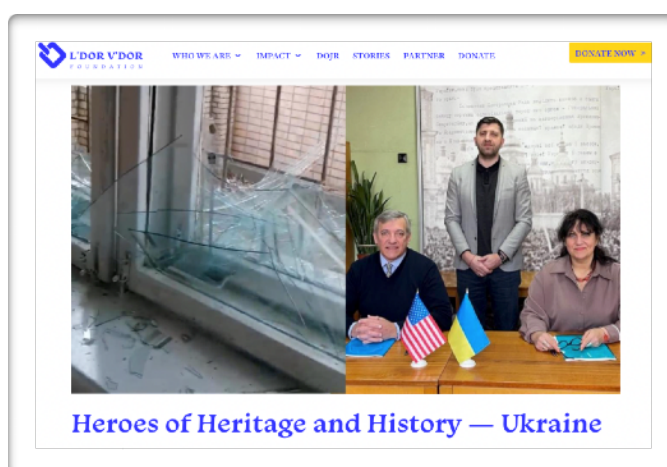 L'DOR V'DOR
FOUNDATION
WHO WE ARE IMPACT DOJR STORIES PARTNER DONATE
DONATE NOW >
Heroes of Heritage and History — Ukraine